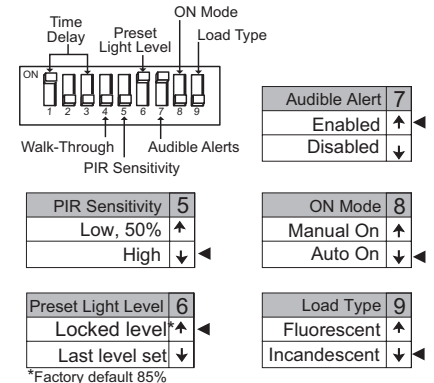 Time Delay
Preset Light Level
ON Mode
Load Type
ON
1 2 3 4 5 6 7 8 9
Walk-Through
PIR Sensitivity
Audible Alerts
Audible Alert 7
Enabled ↑ ◄
Disabled ↓
PIR Sensitivity 5
Low, 50% ↑
High ↓ ◄
ON Mode 8
Manual On ↑
Auto On ↓ ◄
Preset Light Level 6
Locked level* ↑ ◄
Last level set ↓
*Factory default 85%
Load Type 9
Fluorescent ↑
Incandescent ↓ ◄